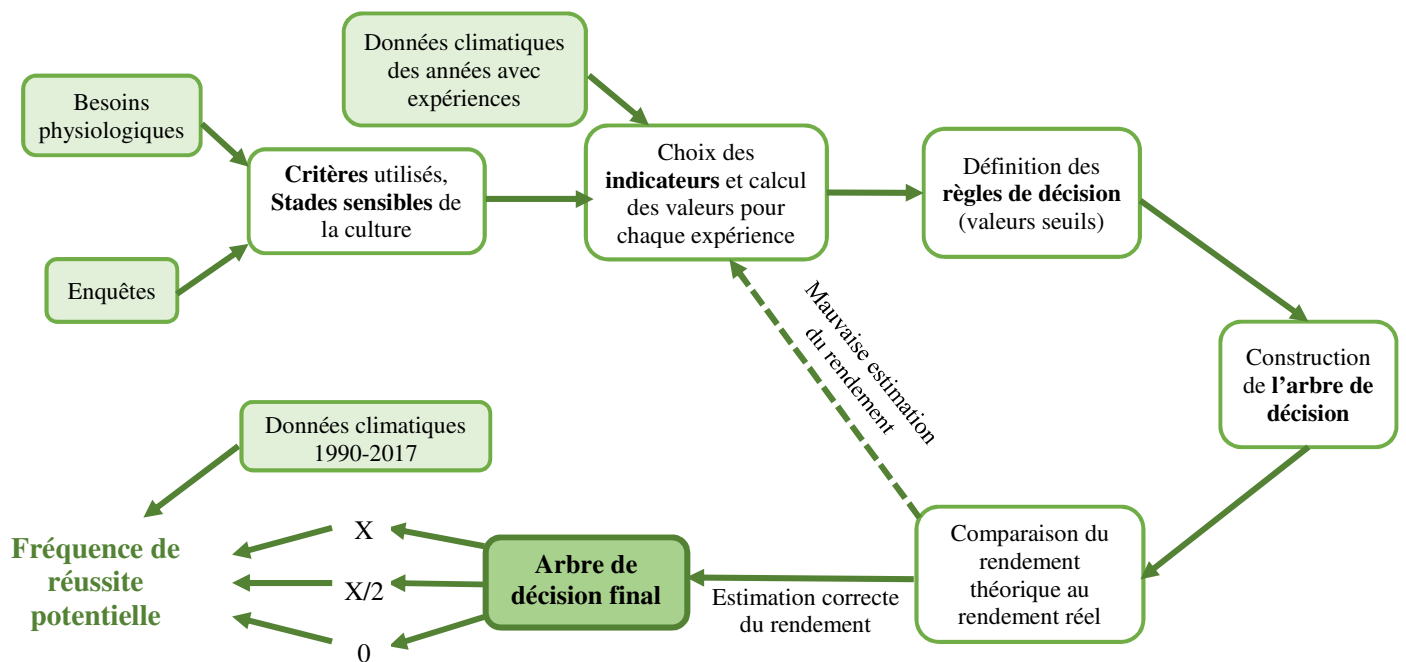 Données climatiques
des années avec
expériences
Besoins
physiologiques
Critères utilisés,
Stades sensibles de
la culture
Enquêtes
Choix des
indicateurs et calcul
des valeurs pour
chaque expérience
Définition des
règles de décision
(valeurs seuils)
Construction
de l’arbre de
décision
Mauvaise estimation
du rendement
Comparaison du
rendement
théorique au
rendement réel
Estimation correcte
du rendement
Arbre de
décision final
X
X/2
0
Données climatiques
1990-2017
Fréquence de
réussite
potentielle